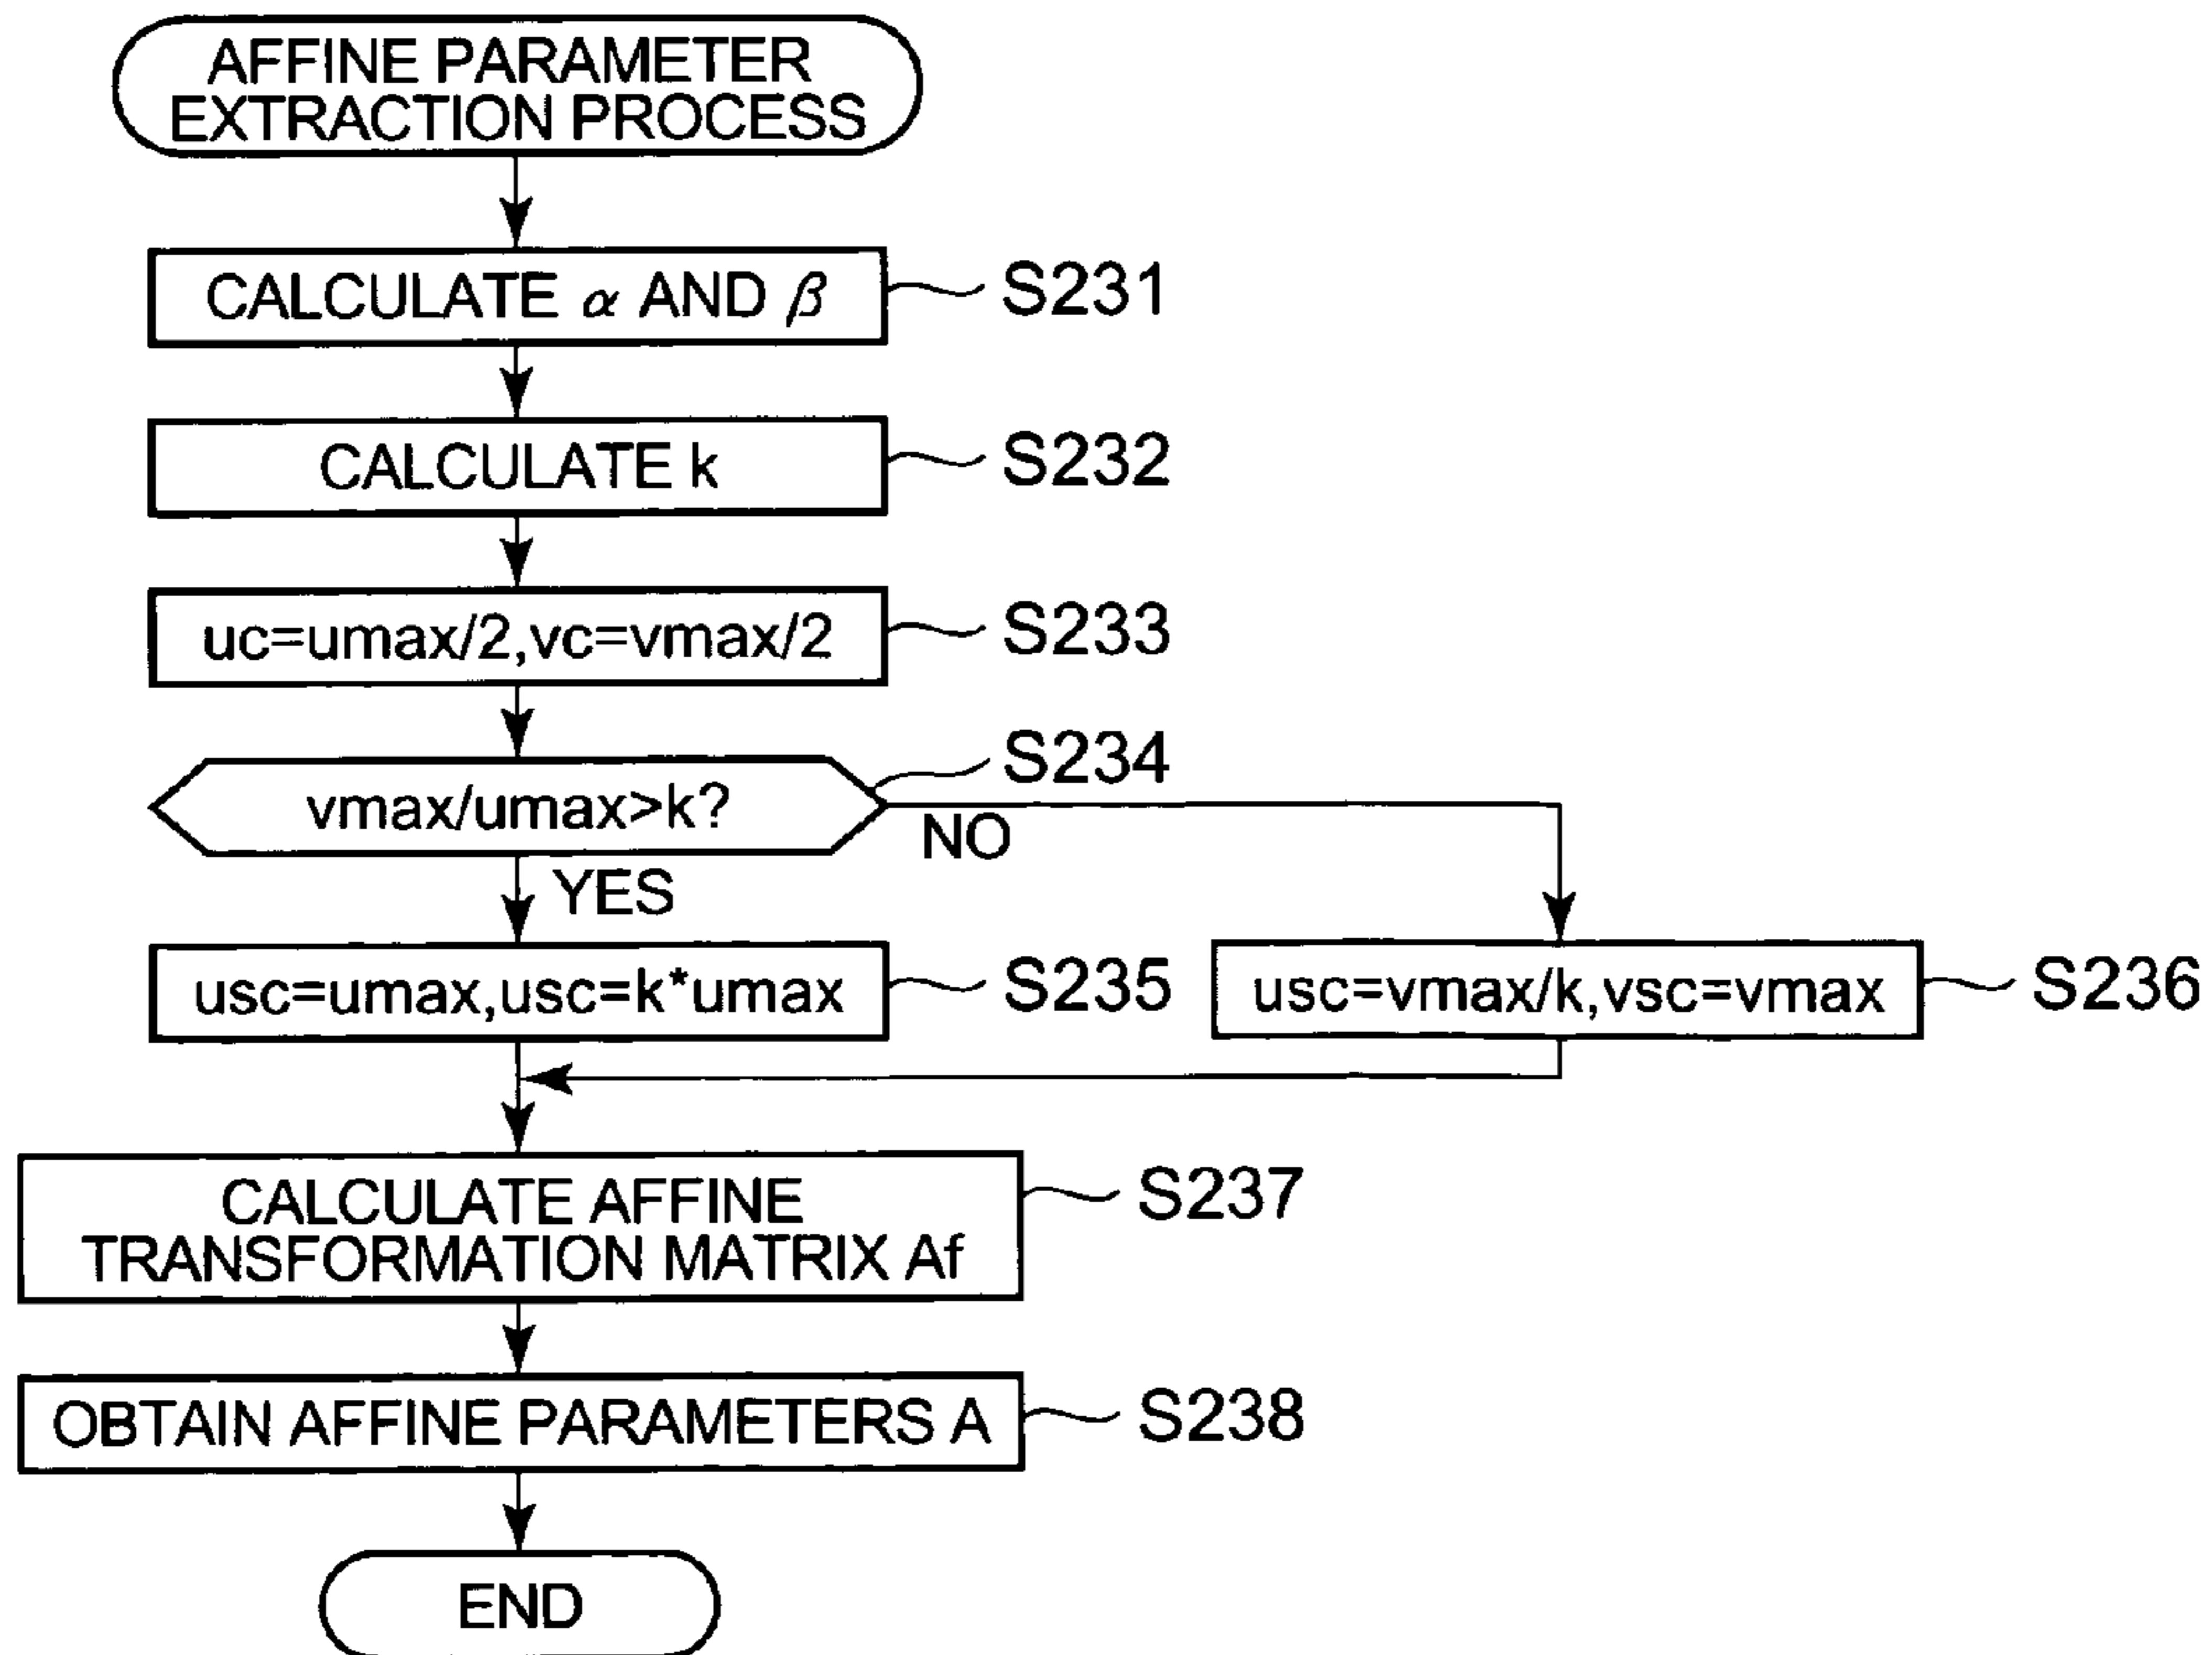 AFFINE PARAMETER
EXTRACTION PROCESS
CALCULATE α AND β
S231
CALCULATE k
S232
uc=umax/2,vc=vmax/2
S233
S234
vmax/umax>k?
NO
YES
usc=umax,usc=k*umax
S235
usc=vmax/k,vsc=vmax
S236
CALCULATE AFFINE
TRANSFORMATION MATRIX Af
S237
OBTAIN AFFINE PARAMETERS A
S238
END